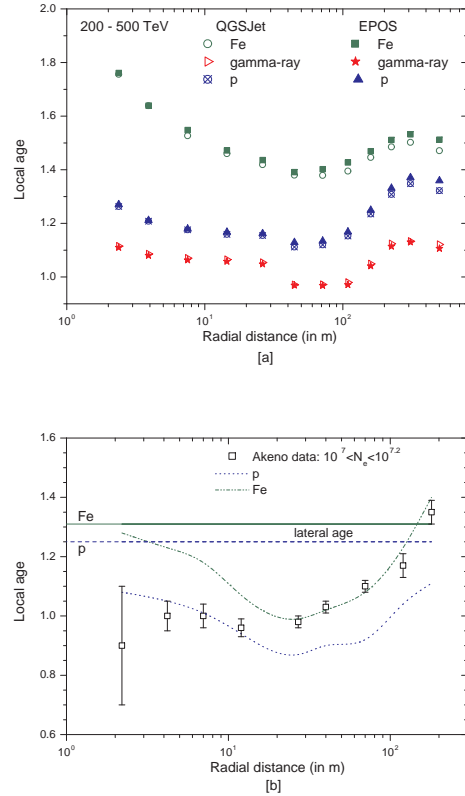 200 - 500 TeV QGSJet EPOS
Fe Fe
gamma-ray gamma-ray
p p
Local age
2.0
1.8
1.6
1.4
1.2
1.0
10^0 10^1 10^2
Radial distance (in m)
[a]
Akeno data: 10^7<N_e<10^7.2
p
Fe
Fe
lateral age
p
Local age
1.6
1.4
1.2
1.0
0.8
0.6
10^0 10^1 10^2
Radial distance (in m)
[b]